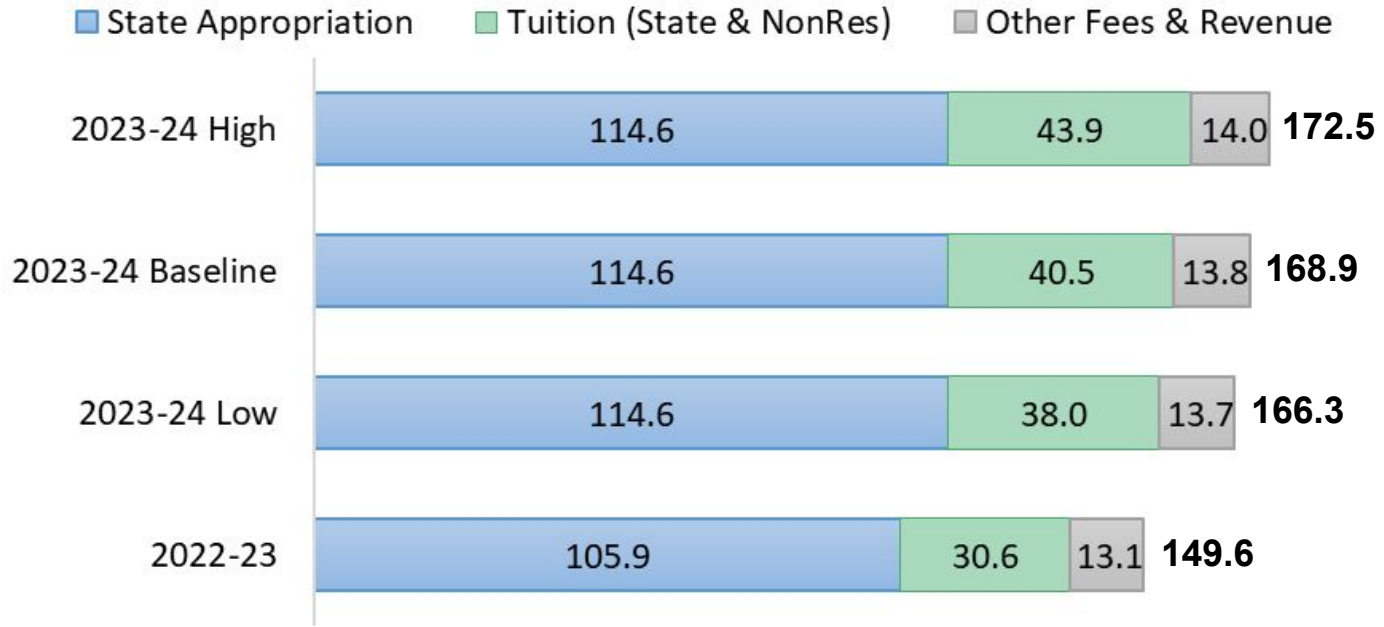 State Appropriation Tuition (State & NonRes) Other Fees & Revenue
2023-24 High 114.6 43.9 14.0 172.5
2023-24 Baseline 114.6 40.5 13.8 168.9
2023-24 Low 114.6 38.0 13.7 166.3
2022-23 105.9 30.6 13.1 149.6